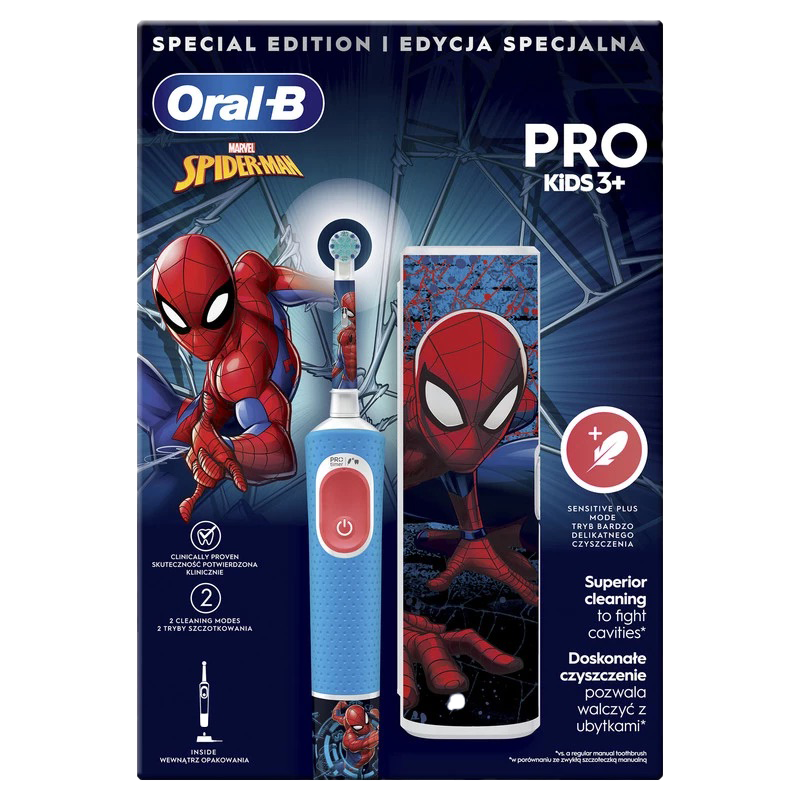 SPECIAL EDITION | EDYCJA SPECJALNA
Oral-B
MARVEL
SPIDER-MAN
PRO
KiDS 3+
PRO
timer
SENSITIVE PLUS
MODE
TRYB BARDZO
DELIKATNEGO
CZYSZCZENIA
CLINICALLY PROVEN
SKUTECZNOŚĆ POTWIERDZONA
KLINICZNIE
2
2 CLEANING MODES
2 TRYBY SZCZOTKOWANIA
Superior
cleaning
to fight
cavities*
Doskonałe
czyszczenie
pozwala
walczyć z
ubytkami*
INSIDE
WEWNĄTRZ OPAKOWANIA
*vs. a regular manual toothbrush
*w porównaniu ze zwykłą szczoteczką manualną